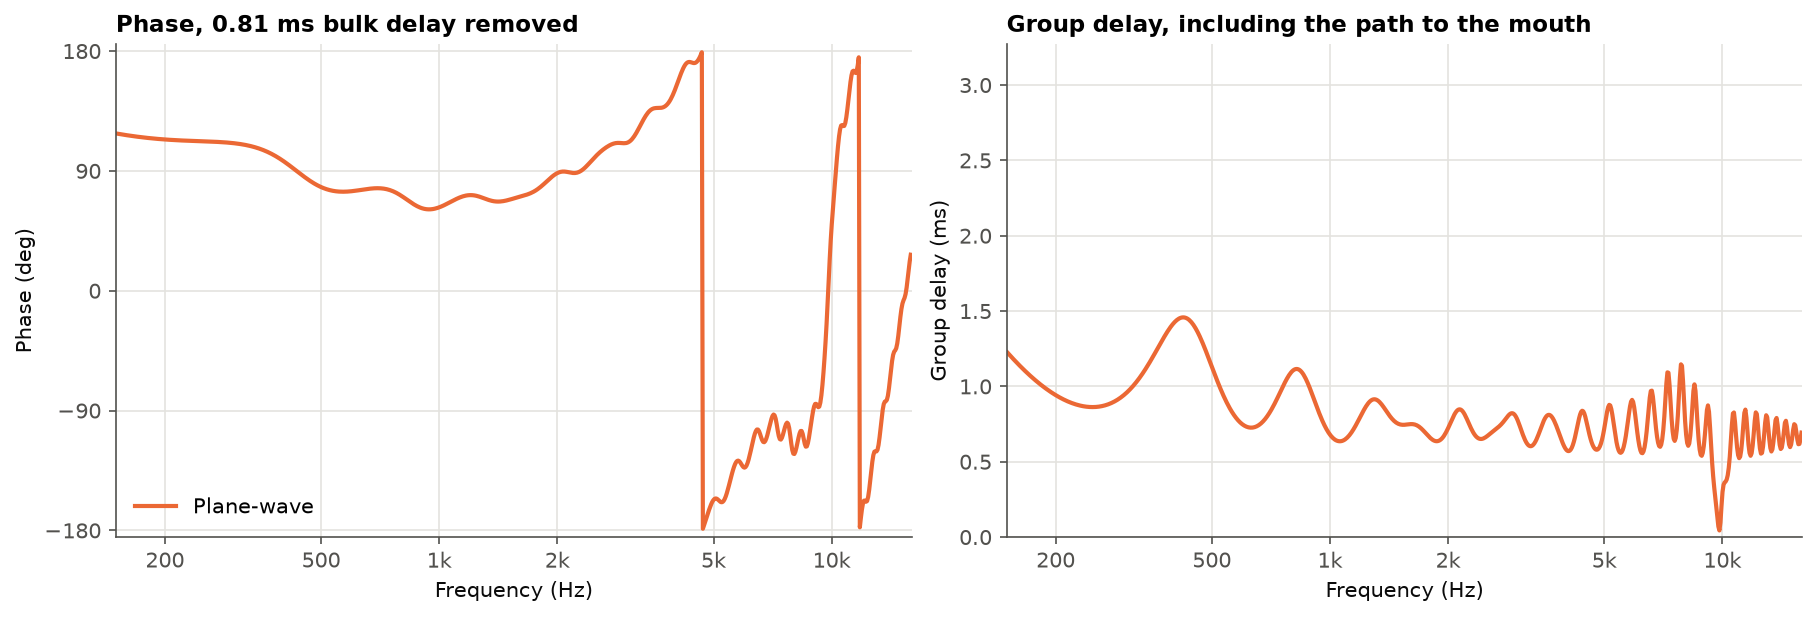 Phase, 0.81 ms bulk delay removed
180
90
0
−90
−180
Phase (deg)
Plane-wave
200
500
1k
2k
5k
10k
Frequency (Hz)
Group delay, including the path to the mouth
3.0
2.5
2.0
1.5
1.0
0.5
0.0
Group delay (ms)
200
500
1k
2k
5k
10k
Frequency (Hz)